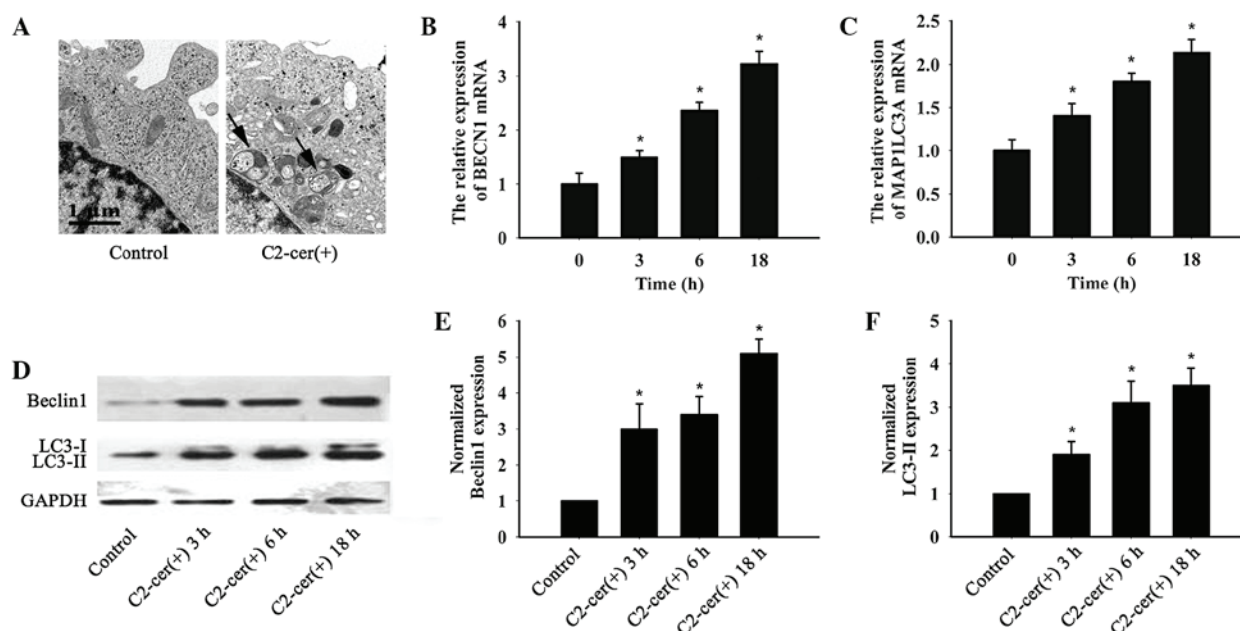 A
1 µm
Control
C2-cer(+)
B
The relative expression
of BECN1 mRNA
4
3
2
1
0
*
*
*
0 3 6 18
Time (h)
C
The relative expression
of MAP1LC3A mRNA
2.5
2.0
1.5
1.0
0.5
0.0
*
*
*
0 3 6 18
Time (h)
D
Beclin1
LC3-I
LC3-II
GAPDH
Control
C2-cer(+) 3 h
C2-cer(+) 6 h
C2-cer(+) 18 h
E
Normalized
Beclin1 expression
6
5
4
3
2
1
0
*
*
*
Control
C2-cer(+) 3 h
C2-cer(+) 6 h
C2-cer(+) 18 h
F
Normalized
LC3-II expression
5
4
3
2
1
0
*
*
*
Control
C2-cer(+) 3 h
C2-cer(+) 6 h
C2-cer(+) 18 h